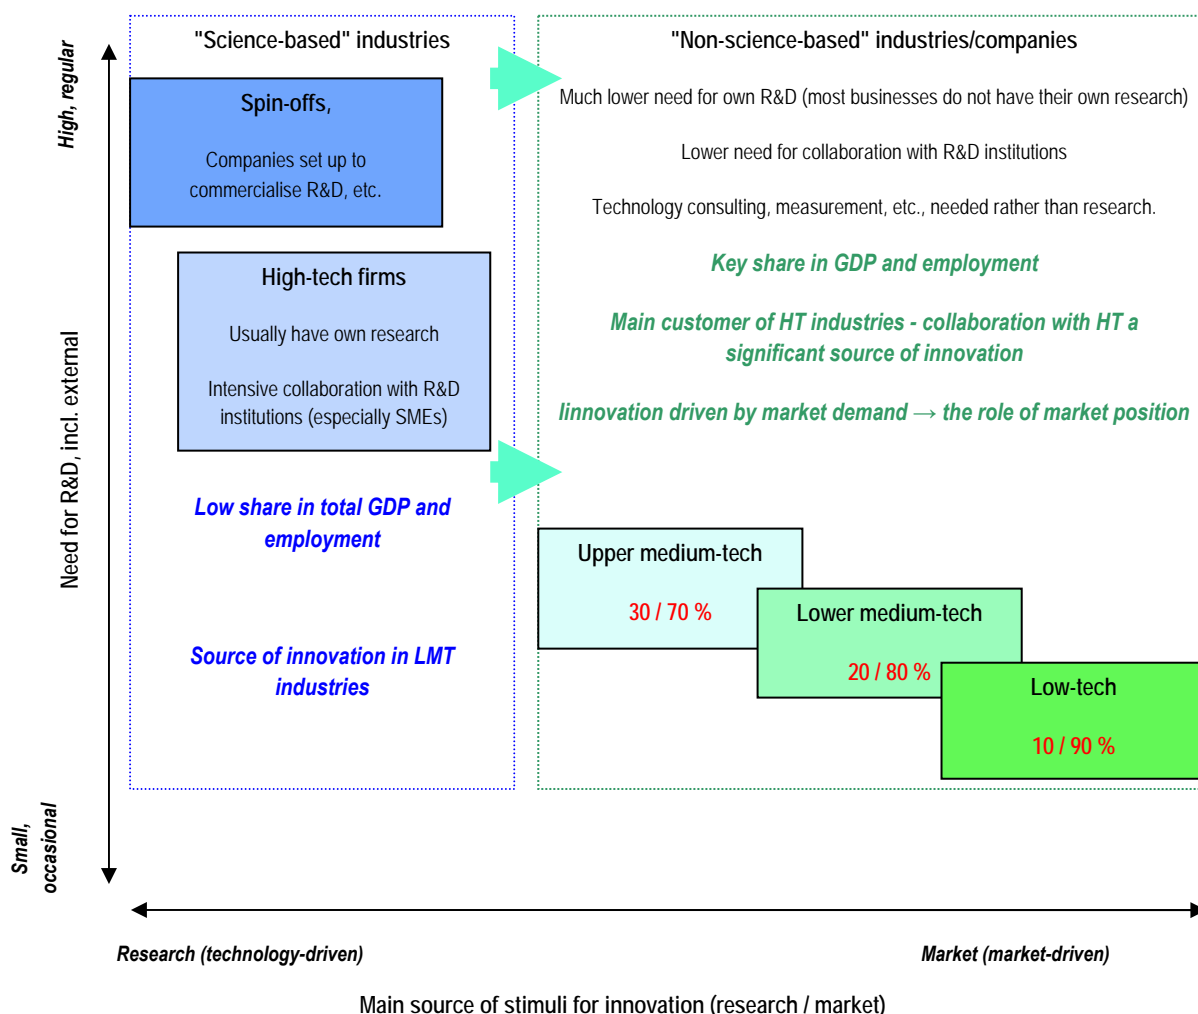 "Science-based" industries
"Non-science-based" industries/companies
High, regular
Need for R&D, incl. external
Small,
occasional
Spin-offs,
Companies set up to
commercialise R&D, etc.
High-tech firms
Usually have own research
Intensive collaboration with R&D
institutions (especially SMEs)
Low share in total GDP and
employment
Source of innovation in LMT
industries
Much lower need for own R&D (most businesses do not have their own research)
Lower need for collaboration with R&D institutions
Technology consulting, measurement, etc., needed rather than research.
Key share in GDP and employment
Main customer of HT industries - collaboration with HT a
significant source of innovation
Iinnovation driven by market demand → the role of market position
Upper medium-tech
30 / 70 %
Lower medium-tech
20 / 80 %
Low-tech
10 / 90 %
Research (technology-driven)
Market (market-driven)
Main source of stimuli for innovation (research / market)